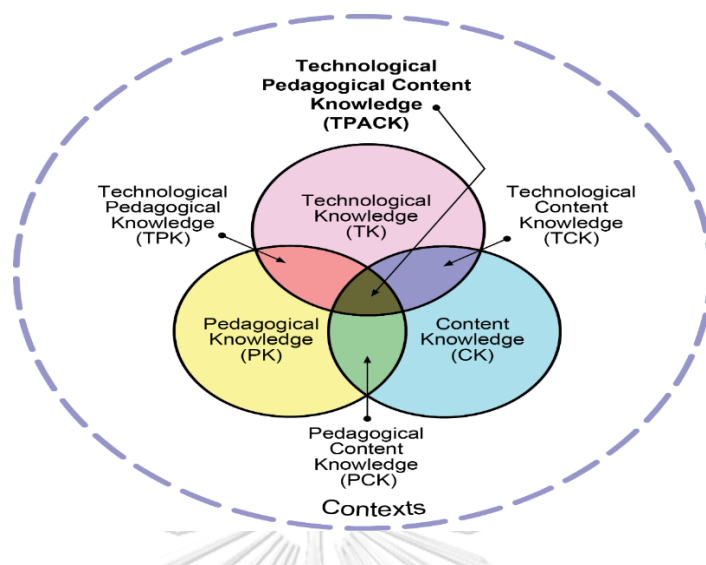 Technological
Pedagogical Content
Knowledge
(TPACK)
Technological
Pedagogical
Knowledge
(TPK)
Technological
Knowledge
(TK)
Technological
Content
Knowledge
(TCK)
Pedagogical
Knowledge
(PK)
Content
Knowledge
(CK)
Pedagogical
Content
Knowledge
(PCK)
Contexts